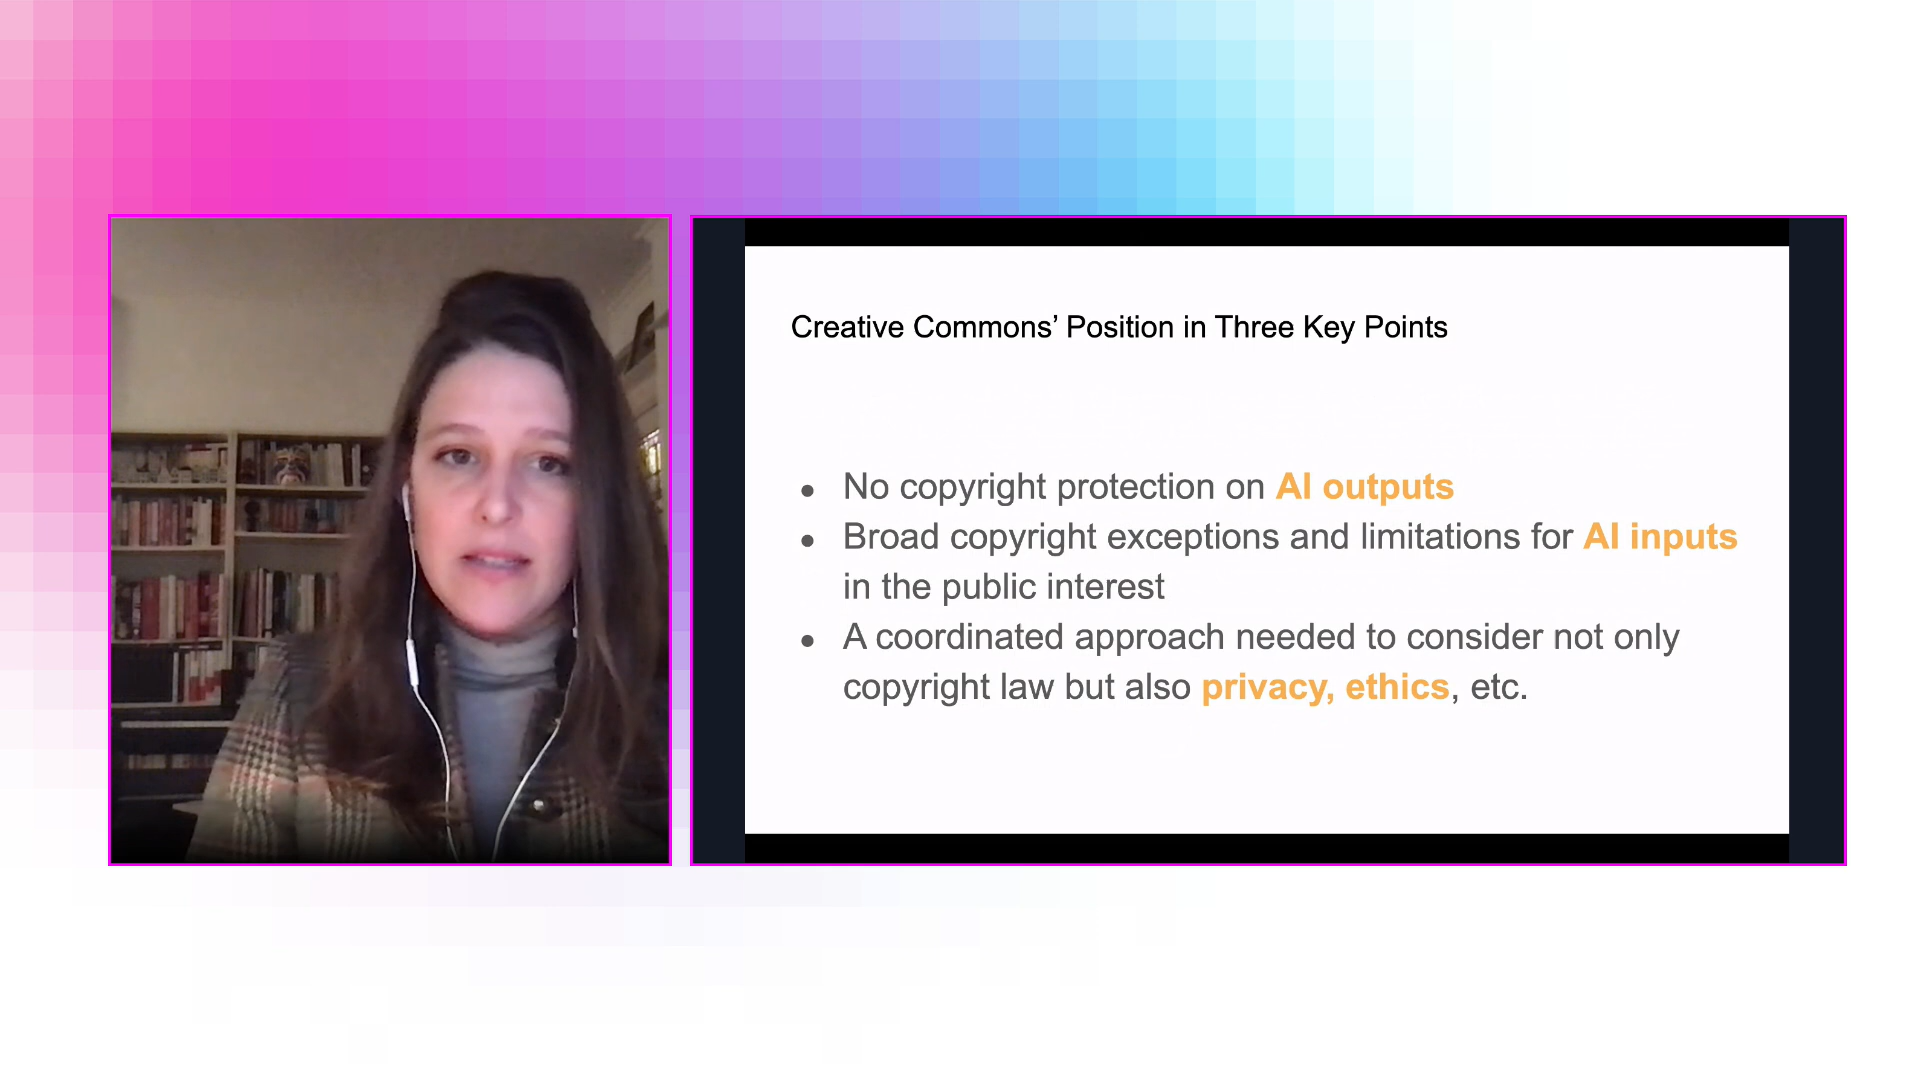 Creative Commons’ Position in Three Key Points
● No copyright protection on AI outputs
● Broad copyright exceptions and limitations for AI inputs
in the public interest
● A coordinated approach needed to consider not only
copyright law but also privacy, ethics, etc.